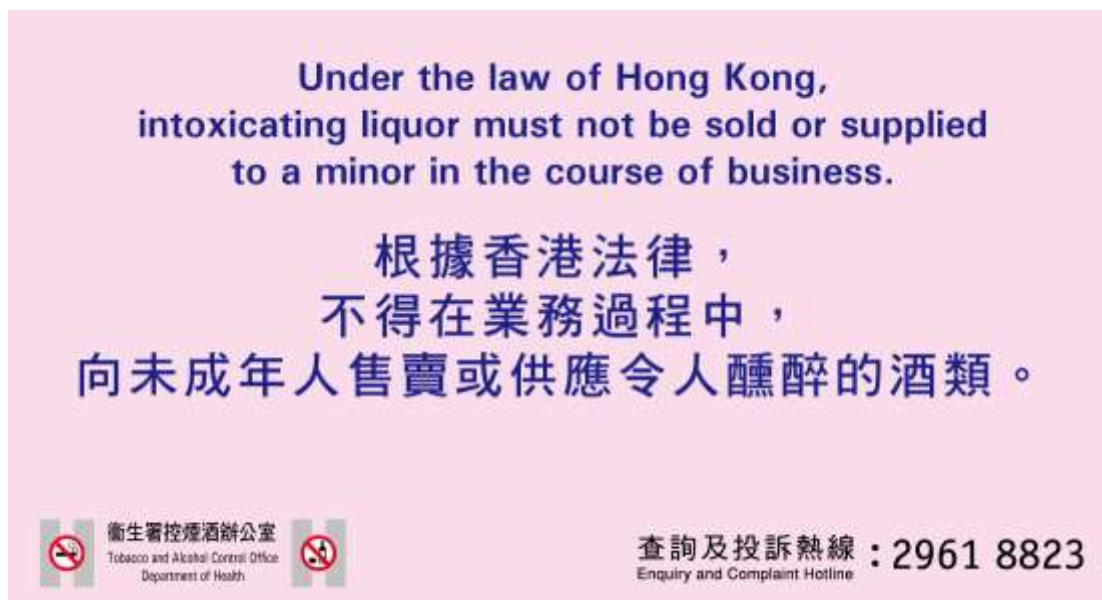 Under the law of Hong Kong,
intoxicating liquor must not be sold or supplied
to a minor in the course of business.
根據香港法律，
不得在業務過程中，
向未成年人售賣或供應令人醺醉的酒類。
衞生署控煙酒辦公室
Tobacco and Alcohol Control Office
Department of Health
查詢及投訴熱線：2961 8823
Enquiry and Complaint Hotline